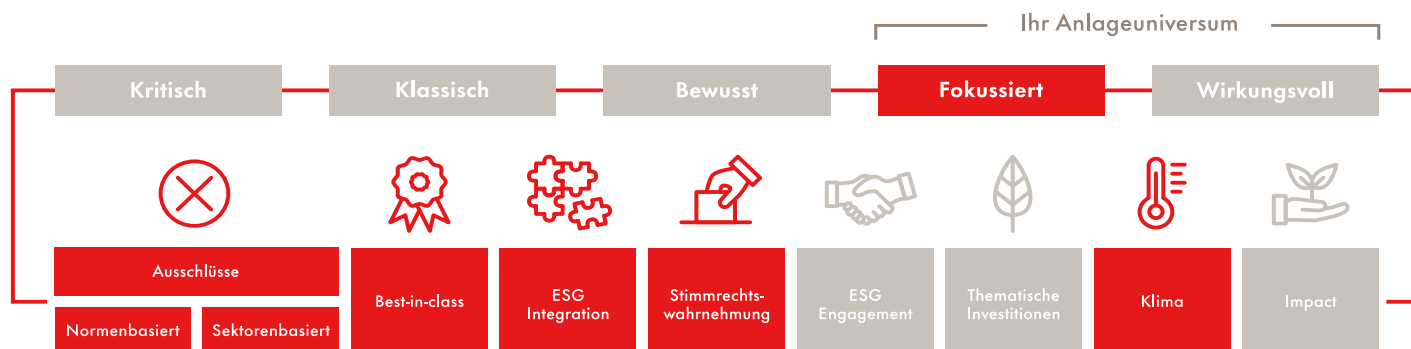 Ihr Anlageuniversum
Kritisch
Klassisch
Bewusst
Fokussiert
Wirkungsvoll
Ausschlüsse
Normenbasiert
Sektorenbasiert
Best-in-class
ESG
Integration
Stimmrechts-
wahrnehmung
ESG
Engagement
Thematische
Investitionen
Klima
Impact